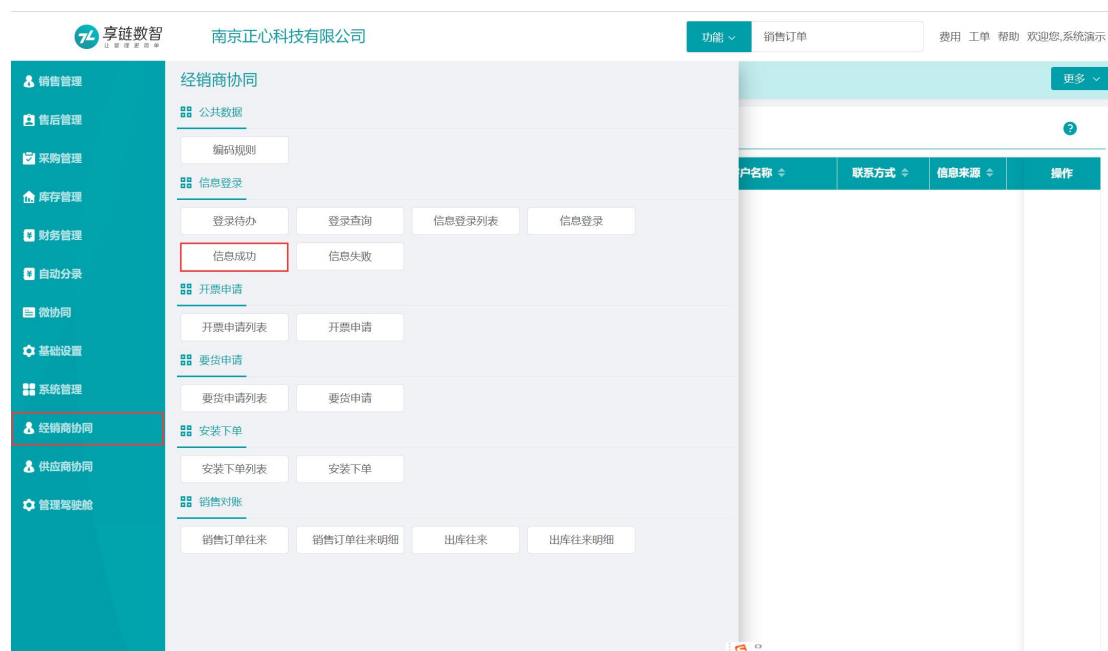 享链数智
让管理更简单
南京正心科技有限公司
功能
销售订单
费用 工单 帮助 欢迎您,系统演示
销售管理
售后管理
采购管理
库存管理
财务管理
自动分录
微协同
基础设置
系统管理
经销商协同
供应商协同
管理驾驶舱
经销商协同
公共数据
编码规则
信息登录
登录待办 登录查询 信息登录列表 信息登录
信息成功 信息失败
开票申请
开票申请列表 开票申请
要货申请
要货申请列表 要货申请
安装下单
安装下单列表 安装下单
销售对账
销售订单往来 销售订单往来明细 出库往来 出库往来明细
更多
户名称 联系方式 信息来源 操作